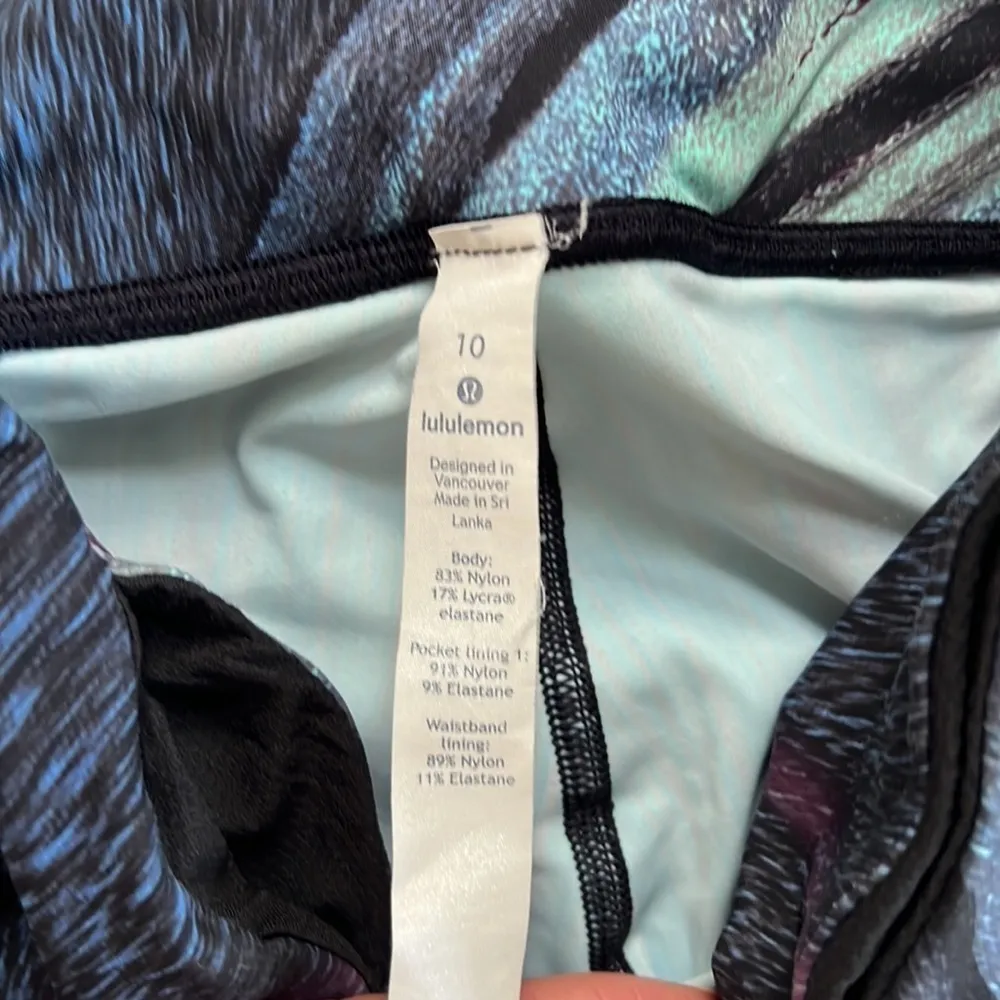 10
lululemon
Designed in
Vancouver
Made in Sri
Lanka
Body:
83% Nylon
17% Lycra®
elastane
Pocket lining 1:
91% Nylon
9% Elastane
Waistband
lining:
89% Nylon
11% Elastane